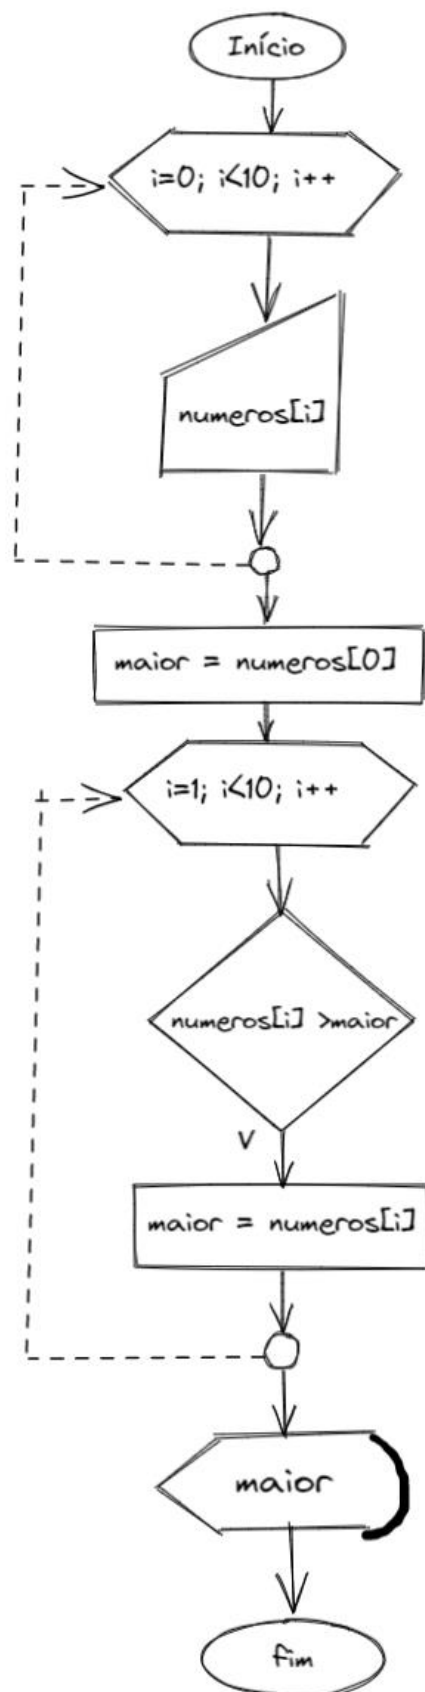 Início
i=0; i<10; i++
numeros[i]
maior = numeros[0]
i=1; i<10; i++
numeros[i] >maior
V
maior = numeros[i]
maior
fim